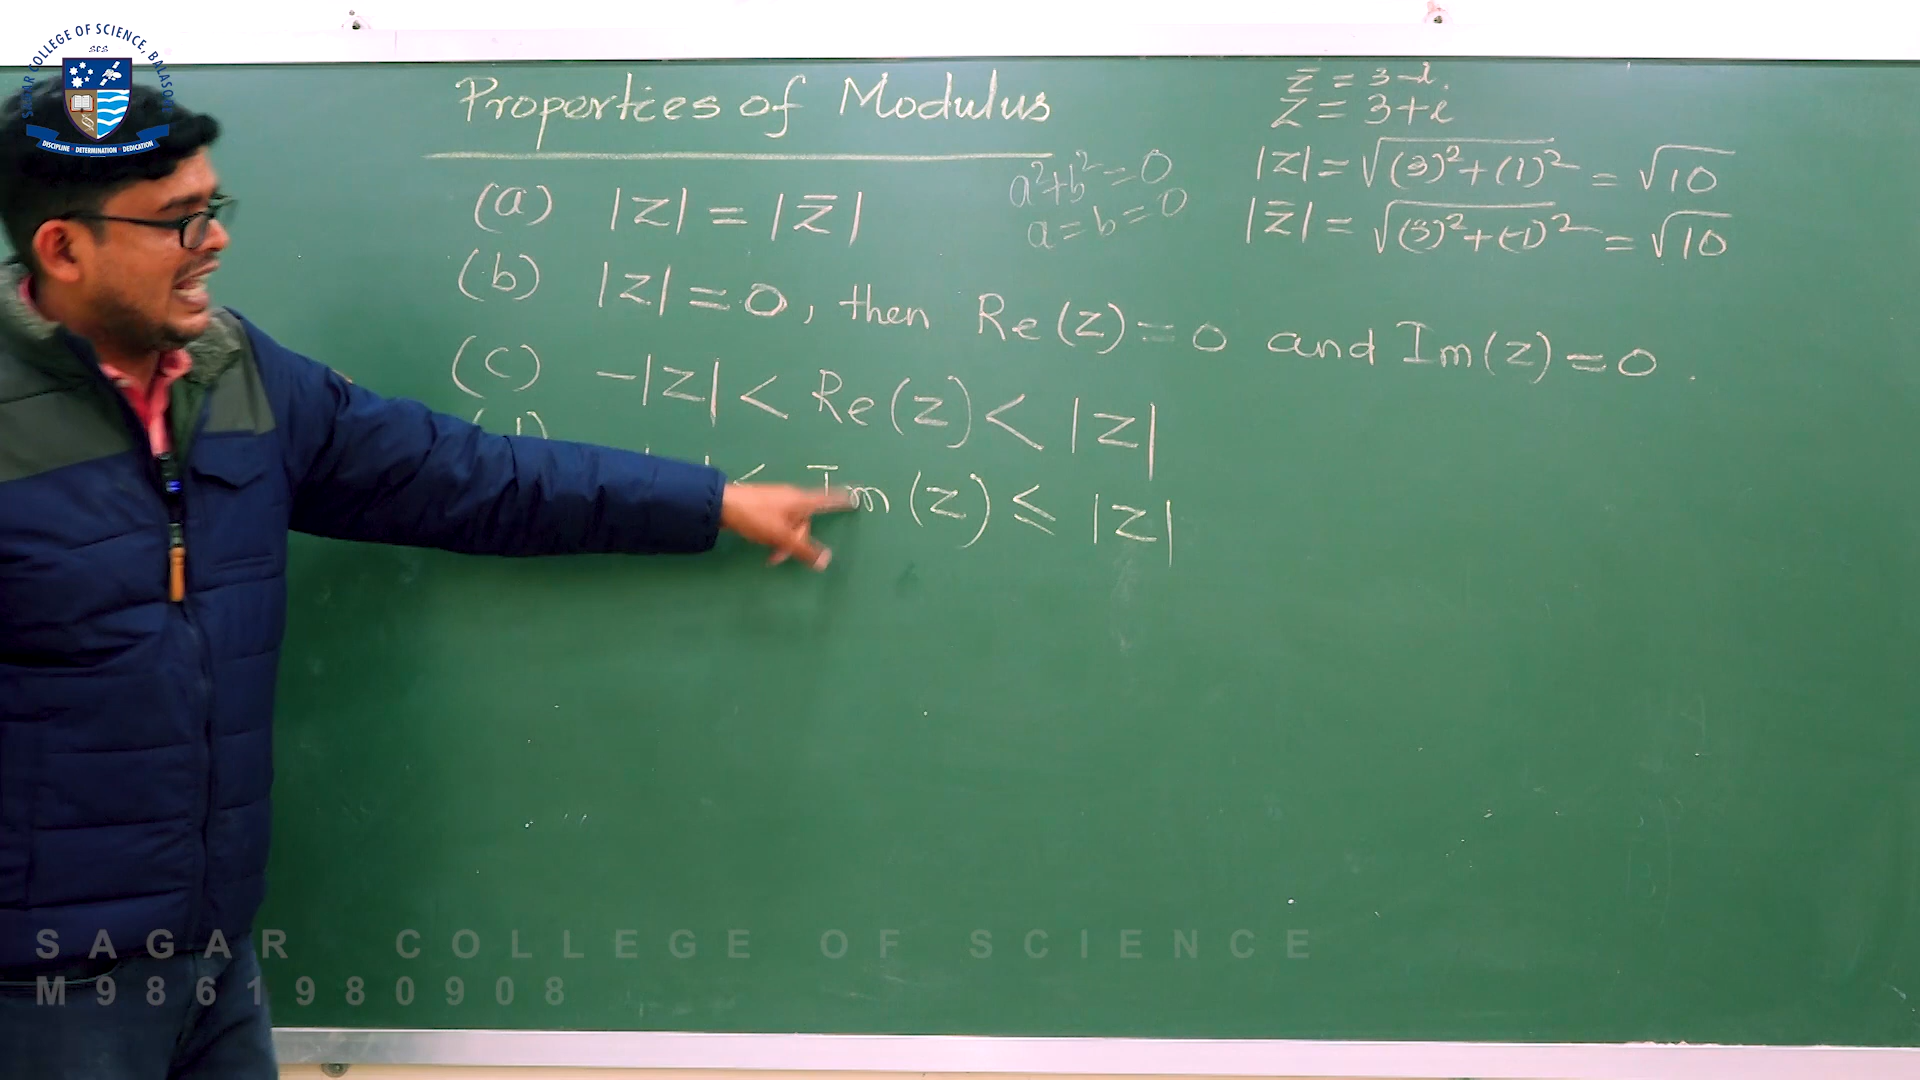 SAGAR COLLEGE OF SCIENCE, BALASORE
SCS
DISCIPLINE DETERMINATION DEDICATION
Properties of Modulus
(a) |z| = |z̄|
(b) |z| = 0, then Re(z) = 0 and Im(z) = 0.
(c) -|z| < Re(z) < |z|
Im(z) ≤ |z|
a²+b² = 0
a = b = 0
z̄ = 3-i.
z = 3+i
|z| = √(3)²+(1)² = √10
|z̄| = √(3)²+(-1)² = √10
SAGAR COLLEGE OF SCIENCE
M9861980908